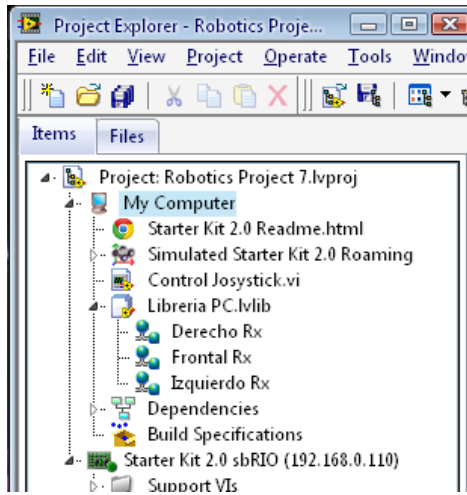 Project Explorer - Robotics Proje...
File Edit View Project Operate Tools Windo
Items Files
Project: Robotics Project 7.lvproj
My Computer
Starter Kit 2.0 Readme.html
Simulated Starter Kit 2.0 Roaming
Control Josystick.vi
Libreria PC.lvlib
Derecho Rx
Frontal Rx
Izquierdo Rx
Dependencies
Build Specifications
Starter Kit 2.0 sbRIO (192.168.0.110)
Support VIs